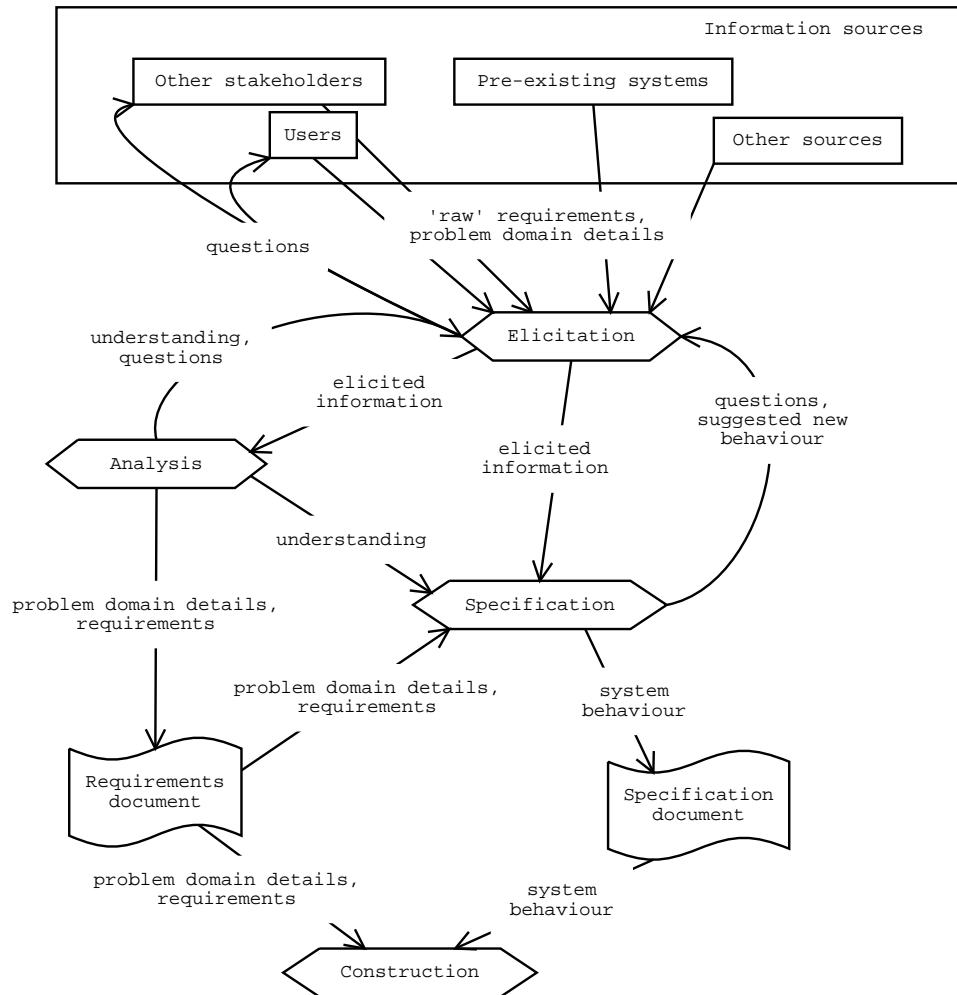 Information sources
Other stakeholders
Pre-existing systems
Users
Other sources
'raw' requirements,
problem domain details
questions
understanding,
questions
Elicitation
elicited
information
questions,
suggested new
behaviour
elicited
information
Analysis
understanding
problem domain details,
requirements
Specification
problem domain details,
requirements
system
behaviour
Requirements
document
Specification
document
problem domain details,
requirements
system
behaviour
Construction